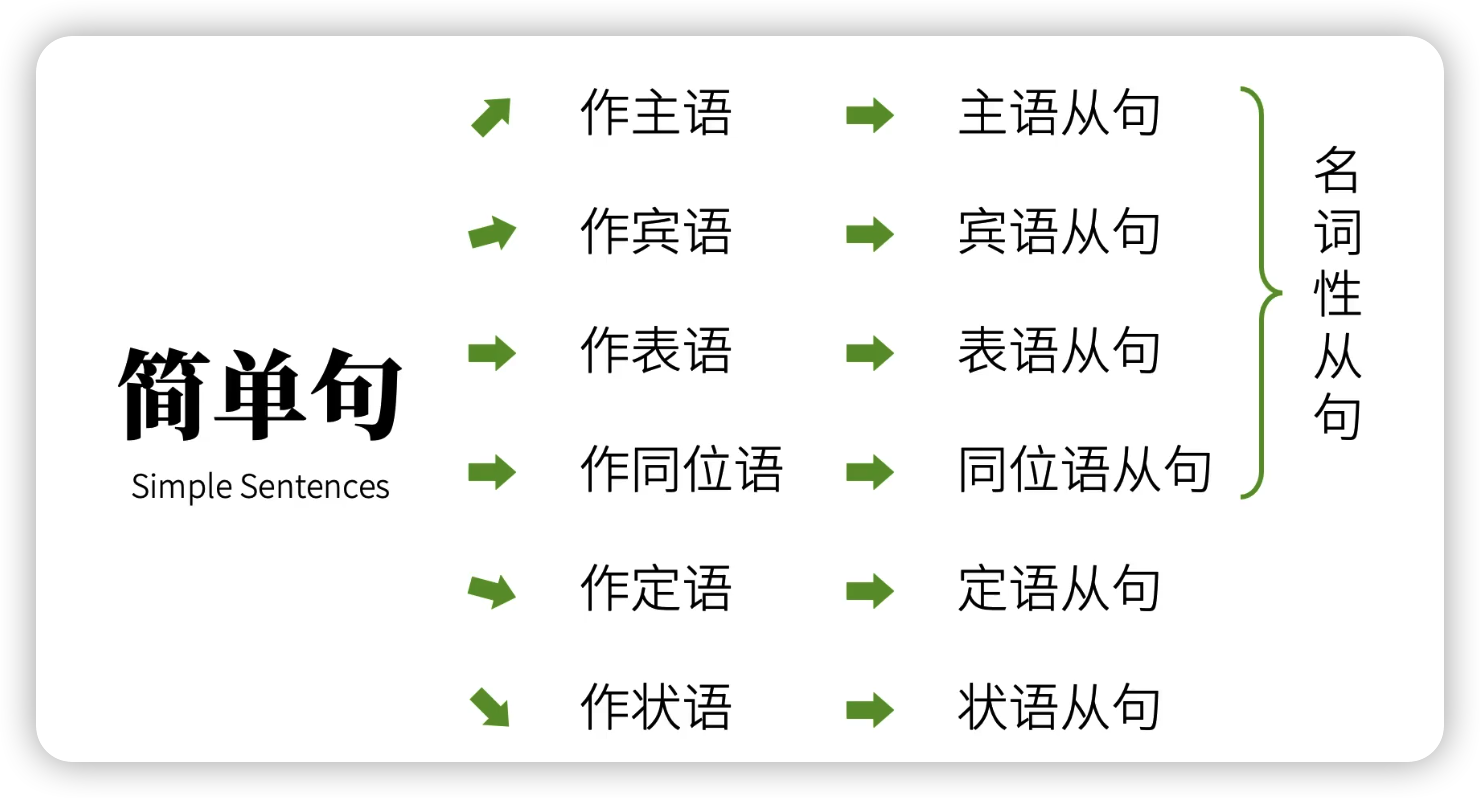 简单句
Simple Sentences
作主语
主语从句
作宾语
宾语从句
作表语
表语从句
作同位语
同位语从句
作定语
定语从句
作状语
状语从句
名词性从句